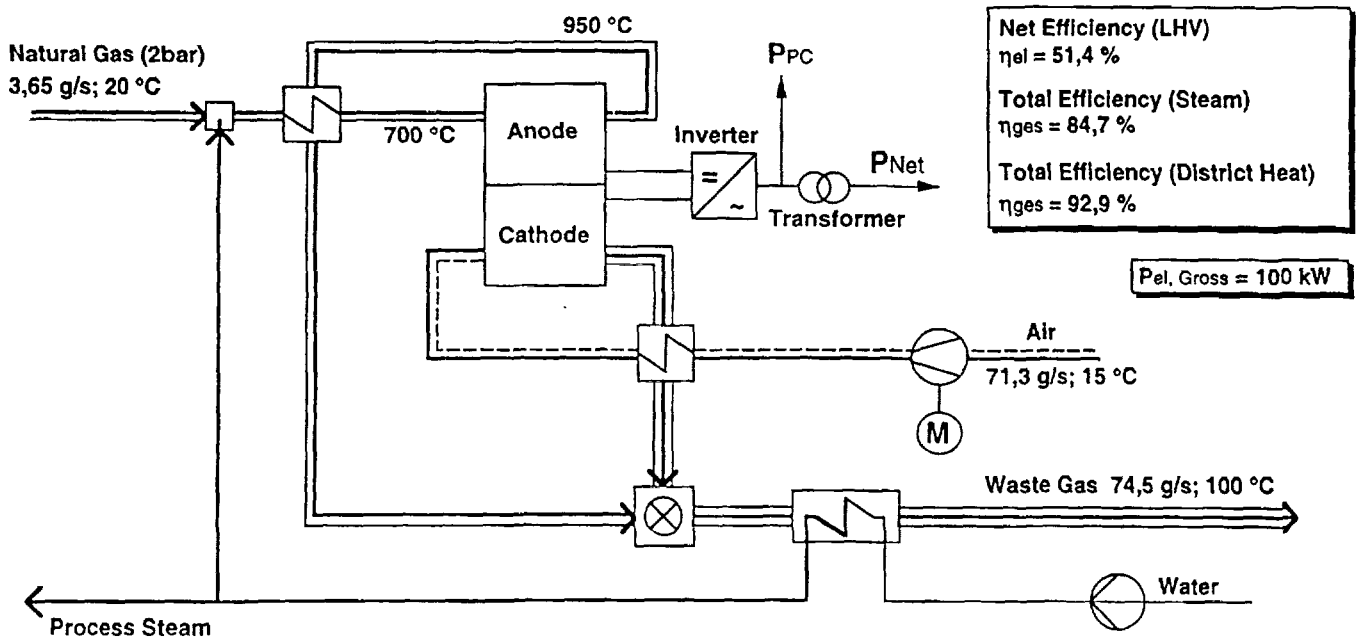 Natural Gas (2bar)
3,65 g/s; 20 °C
950 °C
700 °C
Anode
Cathode
Inverter
=
~
PPC
PNet
Transformer
Net Efficiency (LHV)
ηel = 51,4 %
Total Efficiency (Steam)
ηges = 84,7 %
Total Efficiency (District Heat)
ηges = 92,9 %
Pel, Gross = 100 kW
Air
71,3 g/s; 15 °C
M
Waste Gas 74,5 g/s; 100 °C
Water
Process Steam